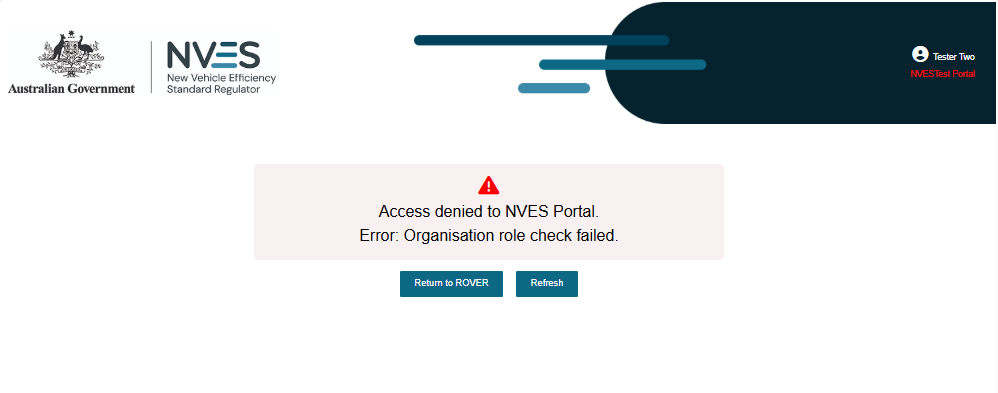 Australian Government
NVES
New Vehicle Efficiency
Standard Regulator
Tester Two
NVESTest Portal
Access denied to NVES Portal.
Error: Organisation role check failed.
Return to ROVER
Refresh